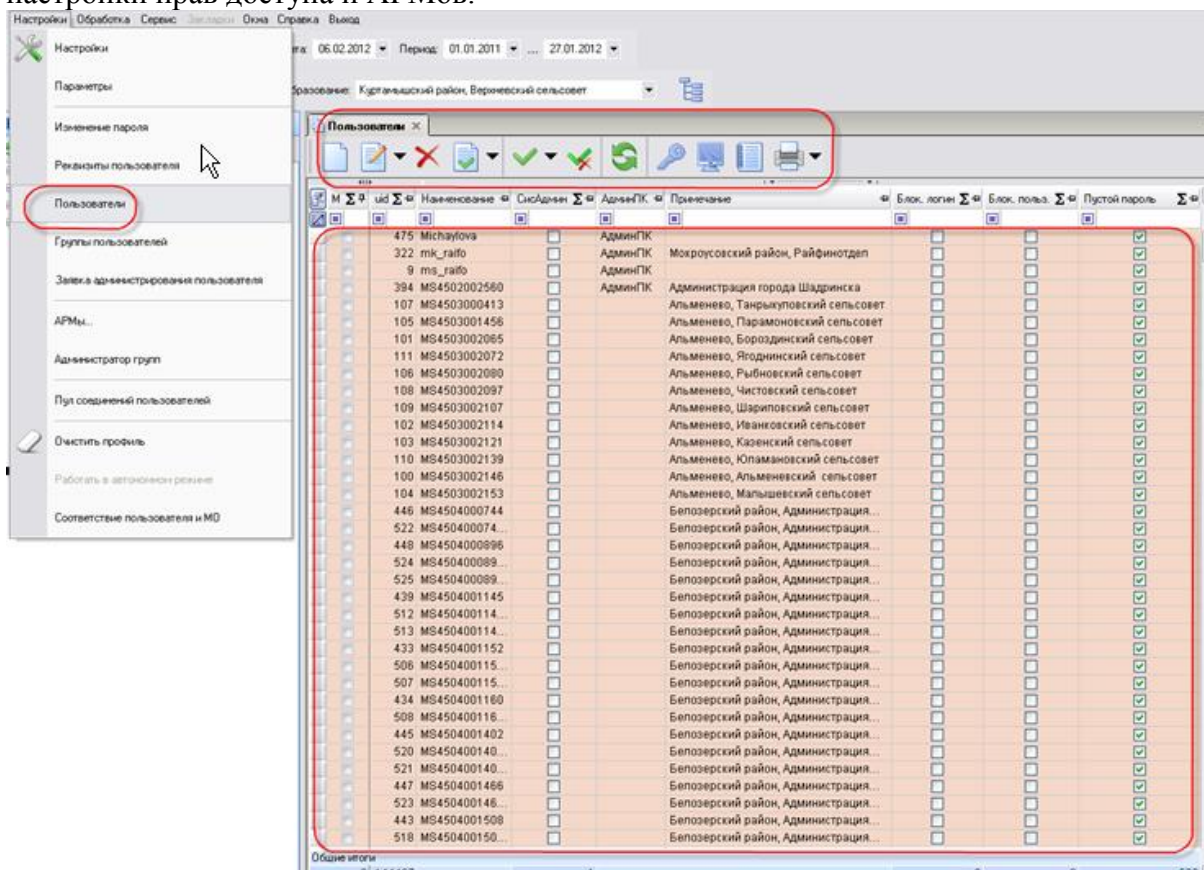 настройки прав доступа и АРМов.
Настройки Обработка Сервис Закладки Окна Справка Выход
06.02.2012 Период: 01.01.2011 ... 27.01.2012
Куртамышский район, Верхневский сельсовет
Настройки
Параметры
Изменение пароля
Реквизиты пользователя
Пользователи
Группы пользователей
Заявка администрирования пользователя
АРМы...
Администратор групп
Пул соединений пользователей
Очистить профиль
Работать в автономном режиме
Соответствие пользователя и МО
Пользователи
М uid Наименование СисАдмин АдминПК Примечание Блок. логин Блок. польз. Пустой пароль
475 Michaylova АдминПК
322 mk_raifo АдминПК Мокроусовский район, Райфинотдел
9 ms_raifo АдминПК
394 MS4502002560 АдминПК Администрация города Шадринска
107 MS4503000413 Альменево, Танрыкуповский сельсовет
105 MS4503001456 Альменево, Парамоновский сельсовет
101 MS4503002065 Альменево, Бороздинский сельсовет
111 MS4503002072 Альменево, Ягоднинский сельсовет
106 MS4503002080 Альменево, Рыбновский сельсовет
108 MS4503002097 Альменево, Чистовский сельсовет
109 MS4503002107 Альменево, Шариповский сельсовет
102 MS4503002114 Альменево, Иванковский сельсовет
103 MS4503002121 Альменево, Казенский сельсовет
110 MS4503002139 Альменево, Юламановский сельсовет
100 MS4503002146 Альменево, Альменевский сельсовет
104 MS4503002153 Альменево, Малышевский сельсовет
446 MS4504000744 Белозерский район, Администрация...
522 MS450400074... Белозерский район, Администрация...
448 MS4504000896 Белозерский район, Администрация...
524 MS450400089... Белозерский район, Администрация...
525 MS450400089... Белозерский район, Администрация...
439 MS4504001145 Белозерский район, Администрация...
512 MS450400114... Белозерский район, Администрация...
513 MS450400114... Белозерский район, Администрация...
433 MS4504001152 Белозерский район, Администрация...
506 MS450400115... Белозерский район, Администрация...
507 MS450400115... Белозерский район, Администрация...
434 MS4504001160 Белозерский район, Администрация...
508 MS450400116... Белозерский район, Администрация...
445 MS4504001402 Белозерский район, Администрация...
520 MS450400140... Белозерский район, Администрация...
521 MS450400140... Белозерский район, Администрация...
447 MS4504001466 Белозерский район, Администрация...
523 MS450400146... Белозерский район, Администрация...
443 MS4504001508 Белозерский район, Администрация...
518 MS450400150... Белозерский район, Администрация...
Общие итоги